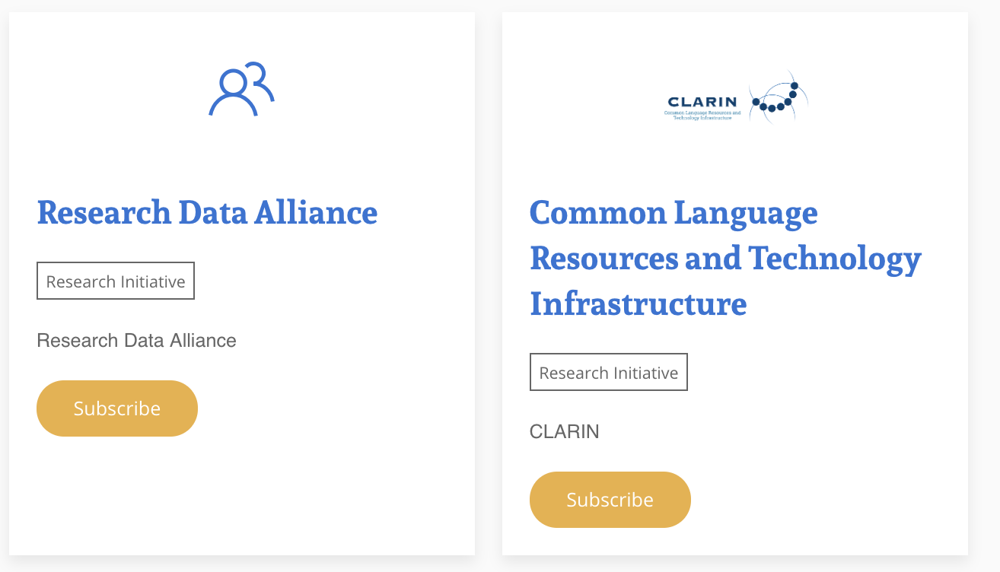 Research Data Alliance
Research Initiative
Research Data Alliance
Subscribe
CLARIN
Common Language Resources and
Technology Infrastructure
Common Language
Resources and Technology
Infrastructure
Research Initiative
CLARIN
Subscribe